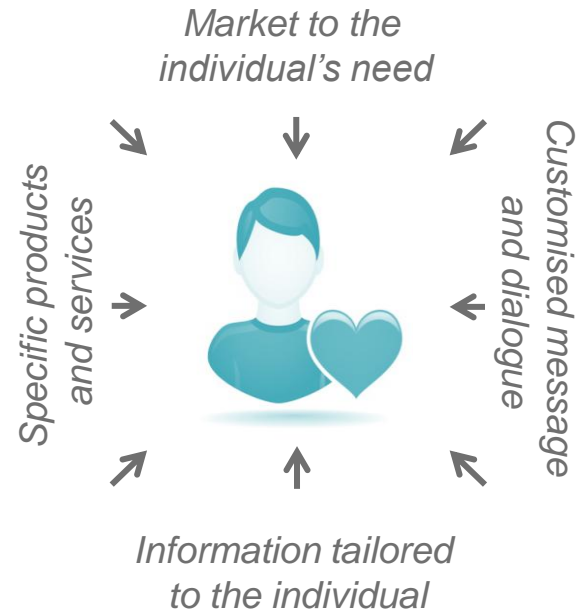 Market to the
individual's need
Specific products
and services
Customised message
and dialogue
Information tailored
to the individual